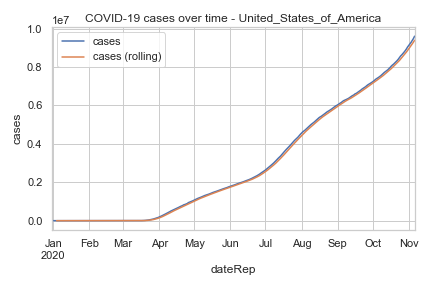 COVID-19 cases over time - United_States_of_America
1e7
cases
cases (rolling)
1.0
0.8
0.6
0.4
0.2
0.0
cases
Jan Feb Mar Apr May Jun Jul Aug Sep Oct Nov
2020
dateRep